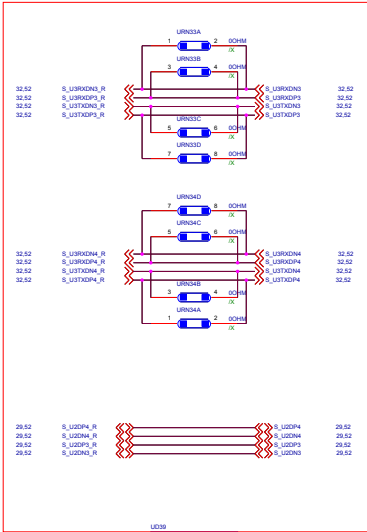 URN33A
1 2 0OHM
/X
URN33B
3 4 0OHM
/X
32,52 S_U3RXDN3_R S_U3RXDN3 32,52
32,52 S_U3RXDP3_R S_U3RXDP3 32,52
32,52 S_U3TXDN3_R S_U3TXDN3 32,52
32,52 S_U3TXDP3_R S_U3TXDP3 32,52
URN33C
5 6 0OHM
/X
URN33D
7 8 0OHM
/X
URN34D
7 8 0OHM
/X
URN34C
5 6 0OHM
/X
32,52 S_U3RXDN4_R S_U3RXDN4 32,52
32,52 S_U3RXDP4_R S_U3RXDP4 32,52
32,52 S_U3TXDN4_R S_U3TXDN4 32,52
32,52 S_U3TXDP4_R S_U3TXDP4 32,52
URN34B
3 4 0OHM
/X
URN34A
1 2 0OHM
/X
29,52 S_U2DP4_R S_U2DP4 29,52
29,52 S_U2DN4_R S_U2DN4 29,52
29,52 S_U2DP3_R S_U2DP3 29,52
29,52 S_U2DN3_R S_U2DN3 29,52
UD39